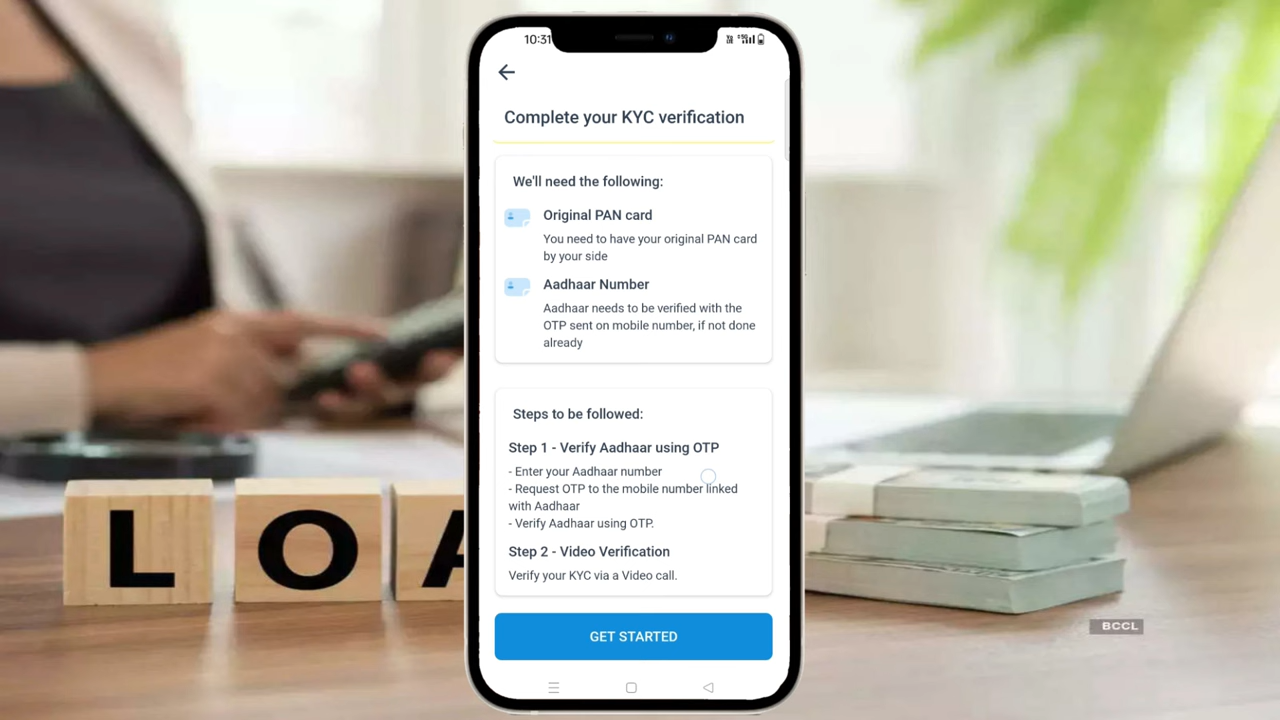 10:31
Complete your KYC verification
We'll need the following:
Original PAN card
You need to have your original PAN card
by your side
Aadhaar Number
Aadhaar needs to be verified with the
OTP sent on mobile number, if not done
already
Steps to be followed:
Step 1 - Verify Aadhaar using OTP
- Enter your Aadhaar number
- Request OTP to the mobile number linked
with Aadhaar
- Verify Aadhaar using OTP.
Step 2 - Video Verification
Verify your KYC via a Video call.
GET STARTED
L O A
BCCL